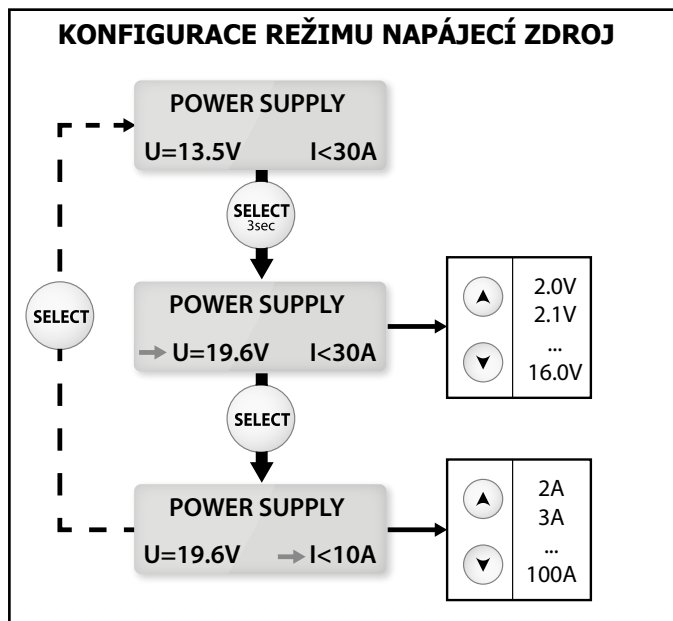 KONFIGURACE REŽIMU NAPÁJECÍ ZDROJ
POWER SUPPLY
U=13.5V I<30A
SELECT
3sec
POWER SUPPLY
U=19.6V I<30A
2.0V
2.1V
...
16.0V
SELECT
SELECT
POWER SUPPLY
U=19.6V I<10A
2A
3A
...
100A